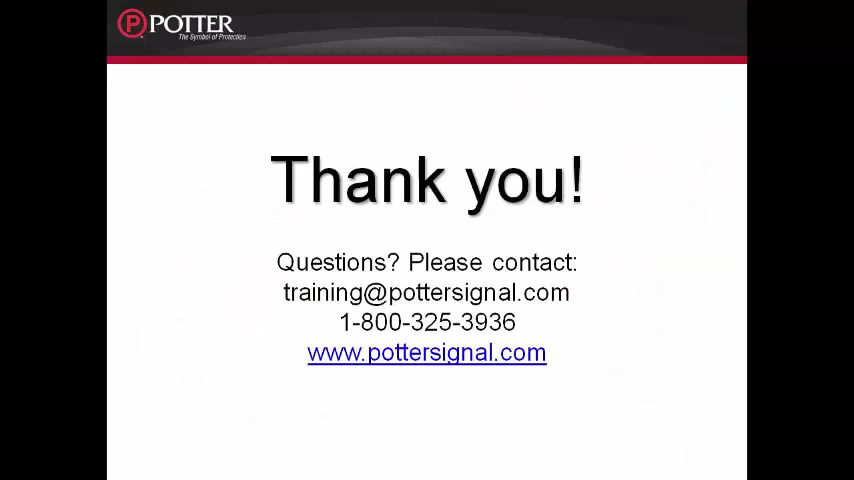 POTTER
The Symbol of Protection
Thank you!
Questions? Please contact:
training@pottersignal.com
1-800-325-3936
www.pottersignal.com